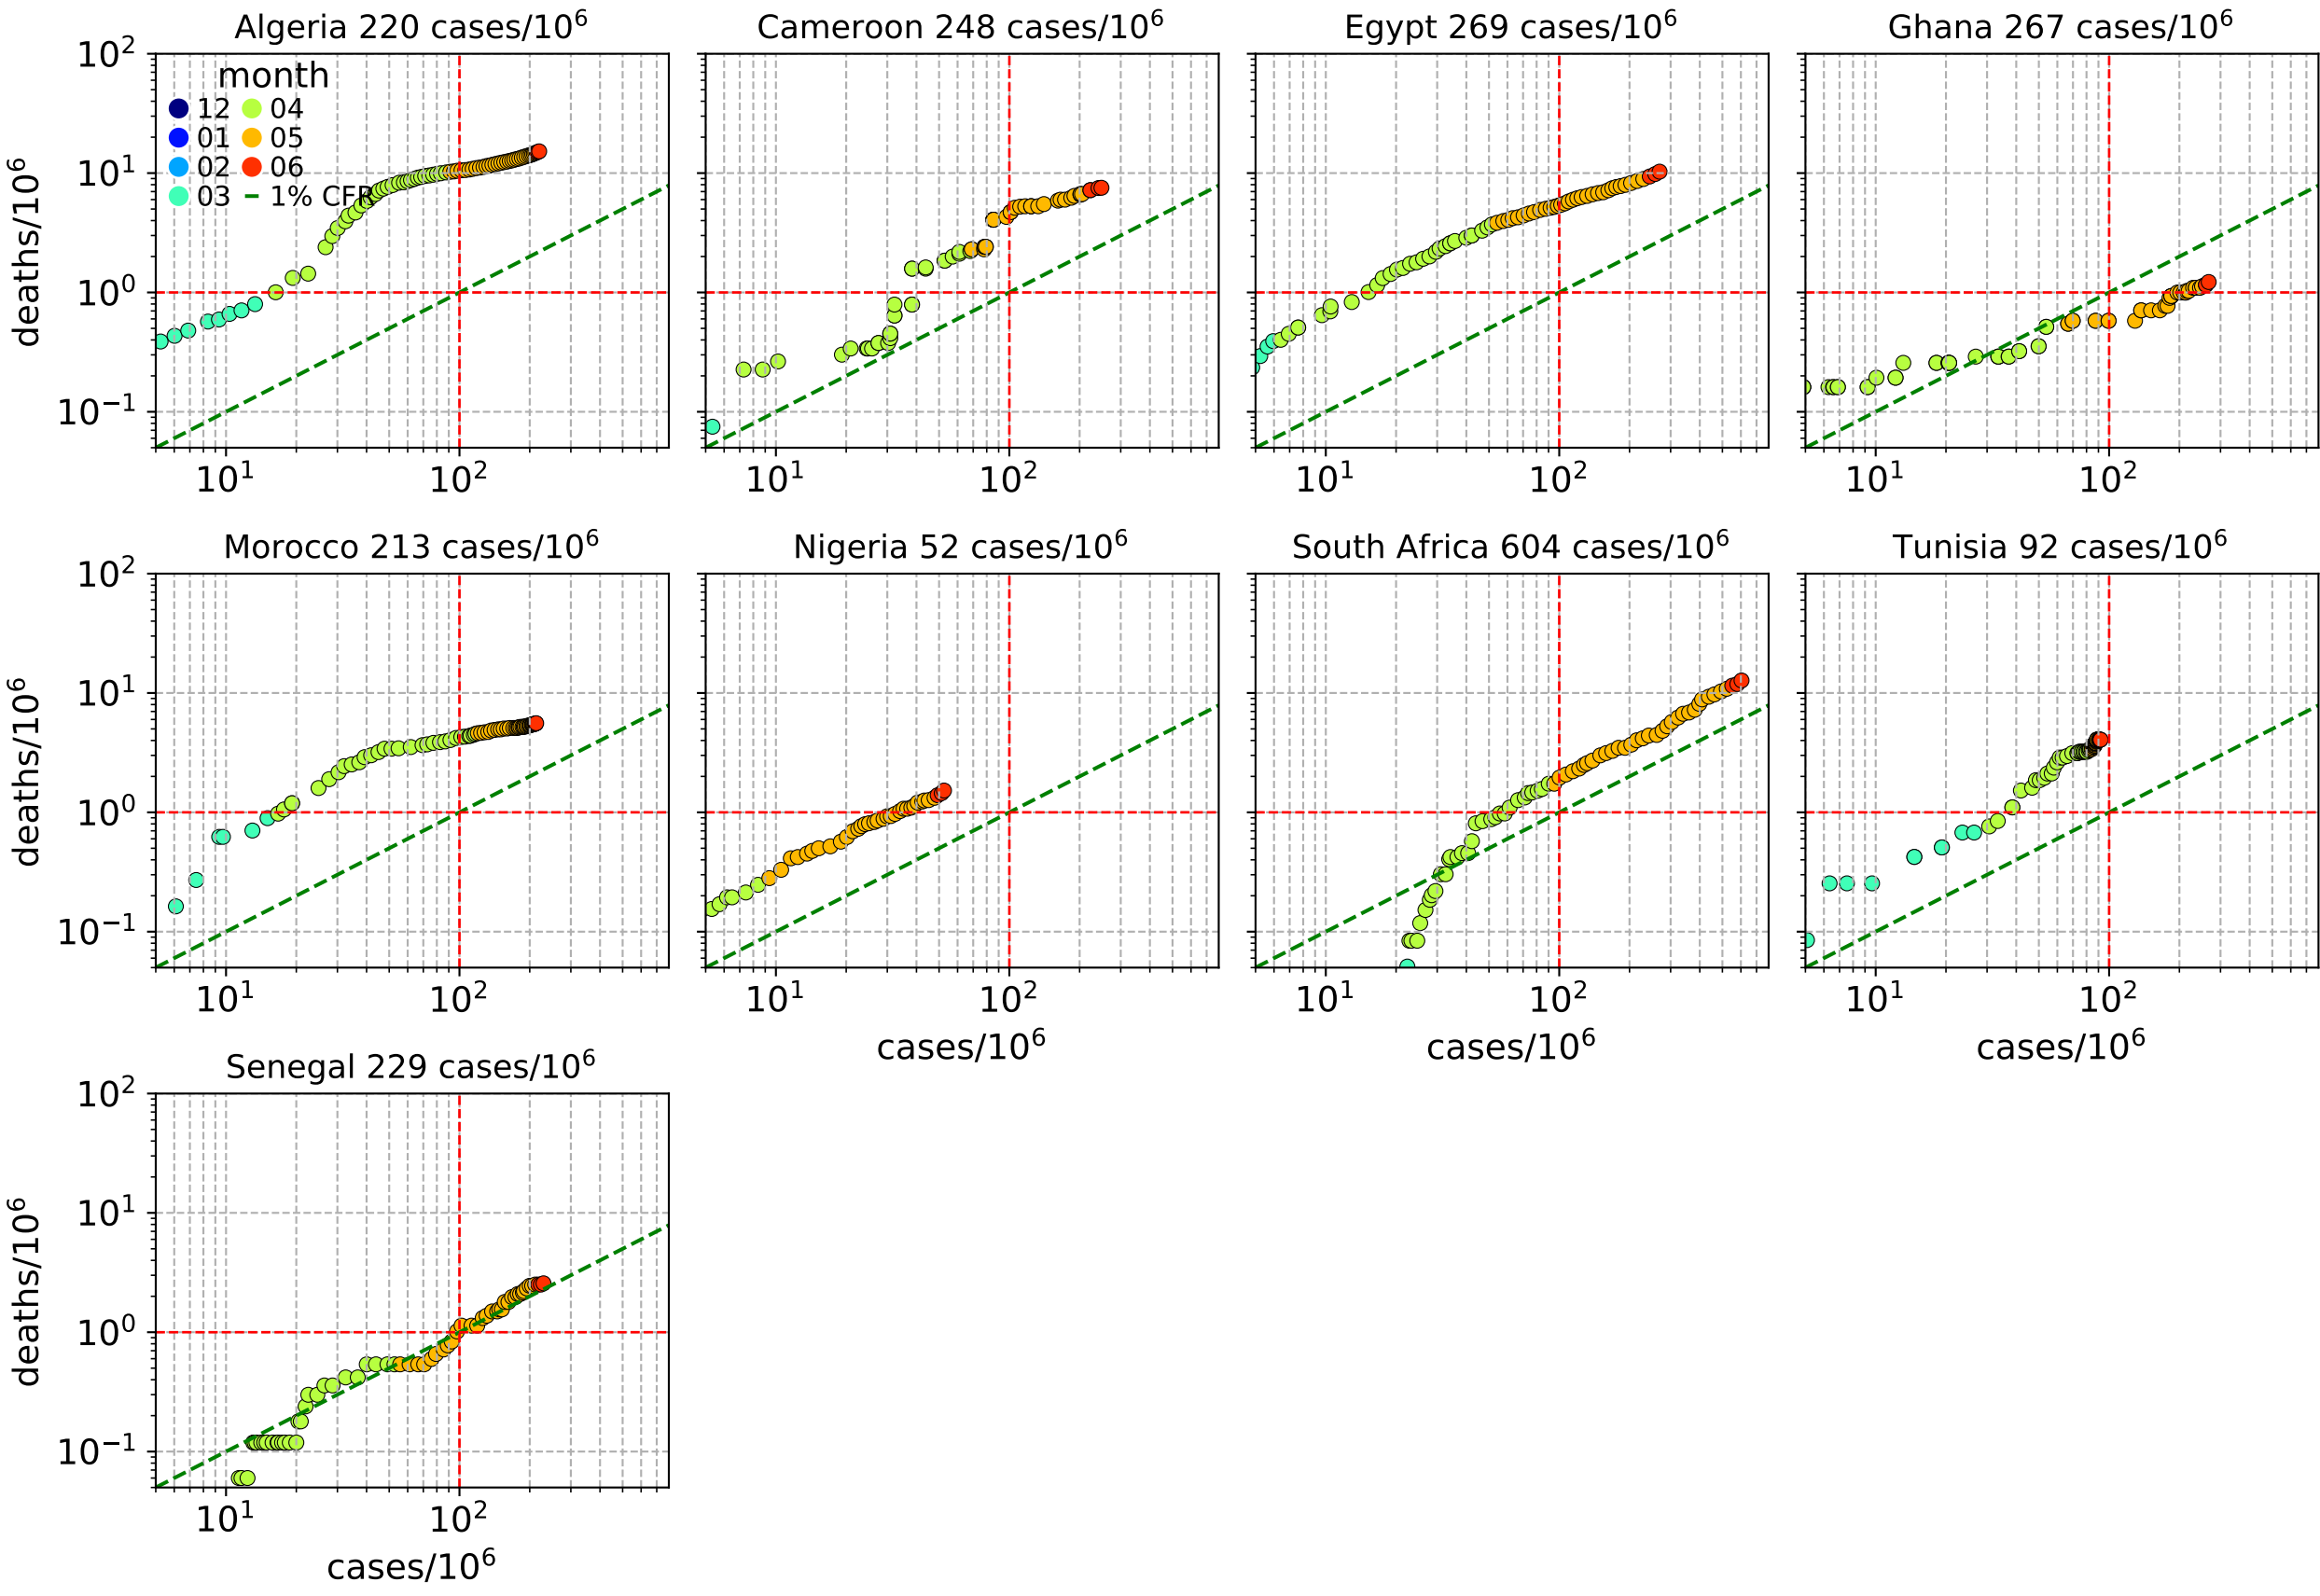 Algeria 220 cases/10⁶
Cameroon 248 cases/10⁶
Egypt 269 cases/10⁶
Ghana 267 cases/10⁶
deaths/10⁶
10²
10¹
10⁰
10⁻¹
month
12 04
01 05
02 06
03 1% CFR
10¹ 10²
10¹ 10²
10¹ 10²
10¹ 10²
Morocco 213 cases/10⁶
Nigeria 52 cases/10⁶
South Africa 604 cases/10⁶
Tunisia 92 cases/10⁶
deaths/10⁶
10²
10¹
10⁰
10⁻¹
10¹ 10²
10¹ 10²
10¹ 10²
10¹ 10²
cases/10⁶
cases/10⁶
cases/10⁶
Senegal 229 cases/10⁶
deaths/10⁶
10²
10¹
10⁰
10⁻¹
10¹ 10²
cases/10⁶